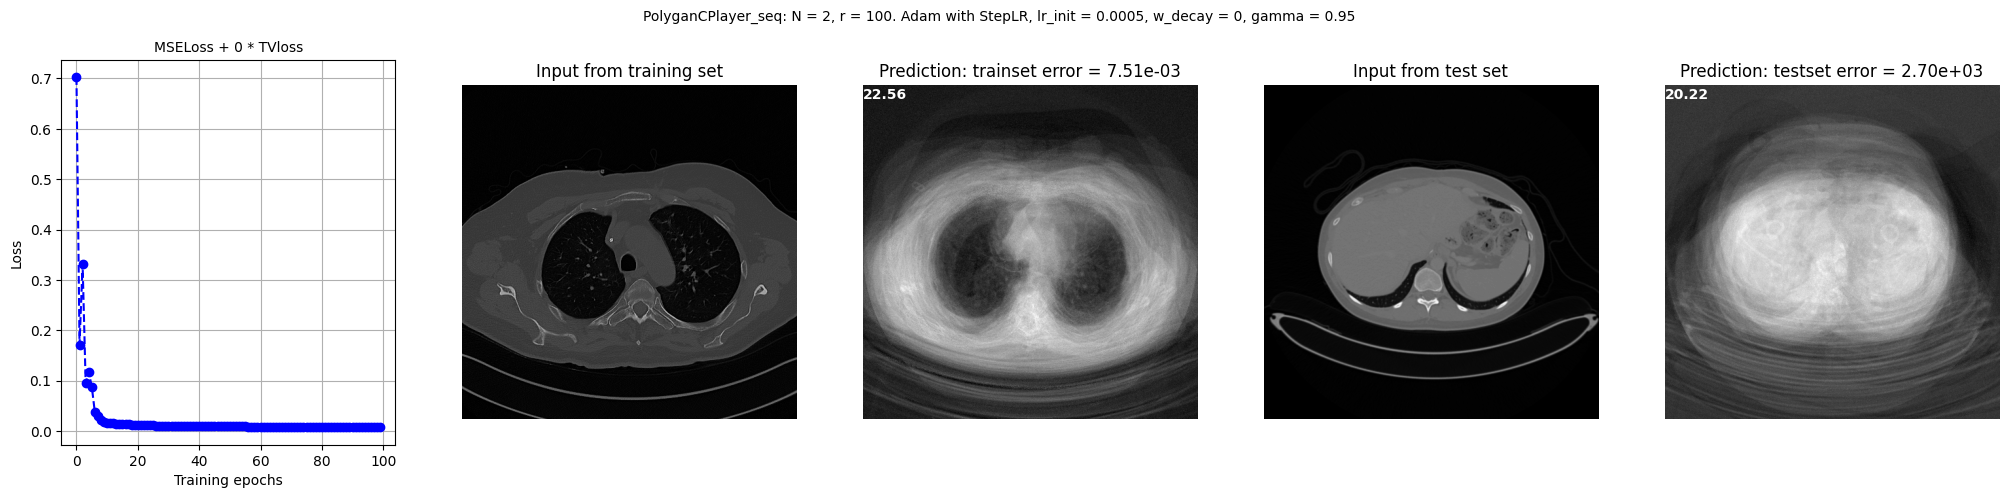 PolyganCPlayer_seq: N = 2, r = 100. Adam with StepLR, lr_init = 0.0005, w_decay = 0, gamma = 0.95
MSELoss + 0 * TVloss
Input from training set
Prediction: trainset error = 7.51e-03
Input from test set
Prediction: testset error = 2.70e+03
22.56
20.22
0.7
0.6
0.5
0.4
0.3
0.2
0.1
0.0
Loss
0 20 40 60 80 100
Training epochs